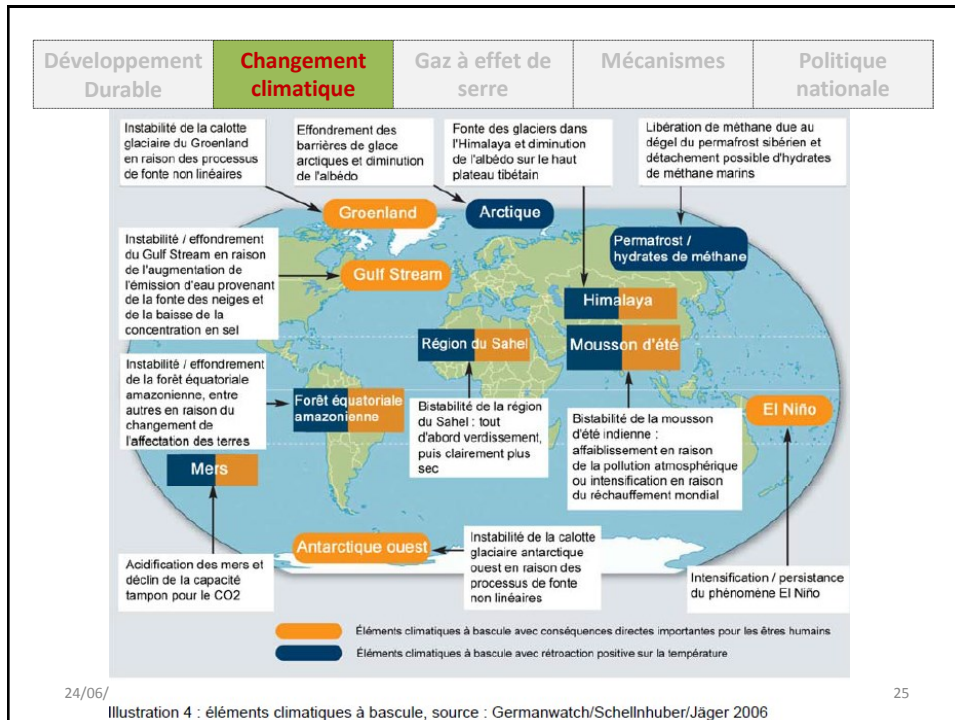 Développement
Durable
Changement
climatique
Gaz à effet de
serre
Mécanismes
Politique
nationale
Instabilité de la calotte
glaciaire du Groenland
en raison des processus
de fonte non linéaires
Effondrement des
barrières de glace
arctiques et diminution
de l'albédo
Fonte des glaciers dans
l'Himalaya et diminution
de l'albédo sur le haut
plateau tibétain
Libération de méthane due au
dégel du permafrost sibérien et
détachement possible d'hydrates
de méthane marins
Groenland
Arctique
Instabilité / effondrement
du Gulf Stream en raison
de l'augmentation de
l'émission d'eau provenant
de la fonte des neiges et
de la baisse de la
concentration en sel
Gulf Stream
Permafrost /
hydrates de méthane
Himalaya
Région du Sahel
Mousson d'été
Instabilité / effondrement
de la forêt équatoriale
amazonienne, entre
autres en raison du
changement de
l'affectation des terres
Forêt équatoriale
amazonienne
Bistabilité de la région
du Sahel : tout
d'abord verdissement,
puis clairement plus
sec
Bistabilité de la mousson
d'été indienne :
affaiblissement en raison
de la pollution atmosphérique
ou intensification en raison
du réchauffement mondial
El Niño
Mers
Antarctique ouest
Acidification des mers et
déclin de la capacité
tampon pour le CO2
Instabilité de la calotte
glaciaire antarctique
ouest en raison des
processus de fonte
non linéaires
Intensification / persistance
du phénomène El Niño
Éléments climatiques à bascule avec conséquences directes importantes pour les êtres humains
Éléments climatiques à bascule avec rétroaction positive sur la température
24/06/
25
Illustration 4 : éléments climatiques à bascule, source : Germanwatch/Schellnhuber/Jäger 2006